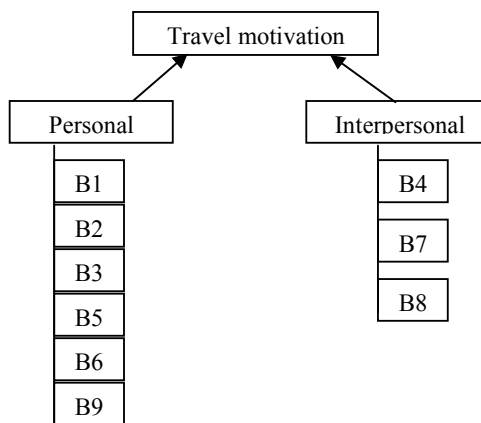 Travel motivation
Personal
Interpersonal
B1
B2
B3
B5
B6
B9
B4
B7
B8